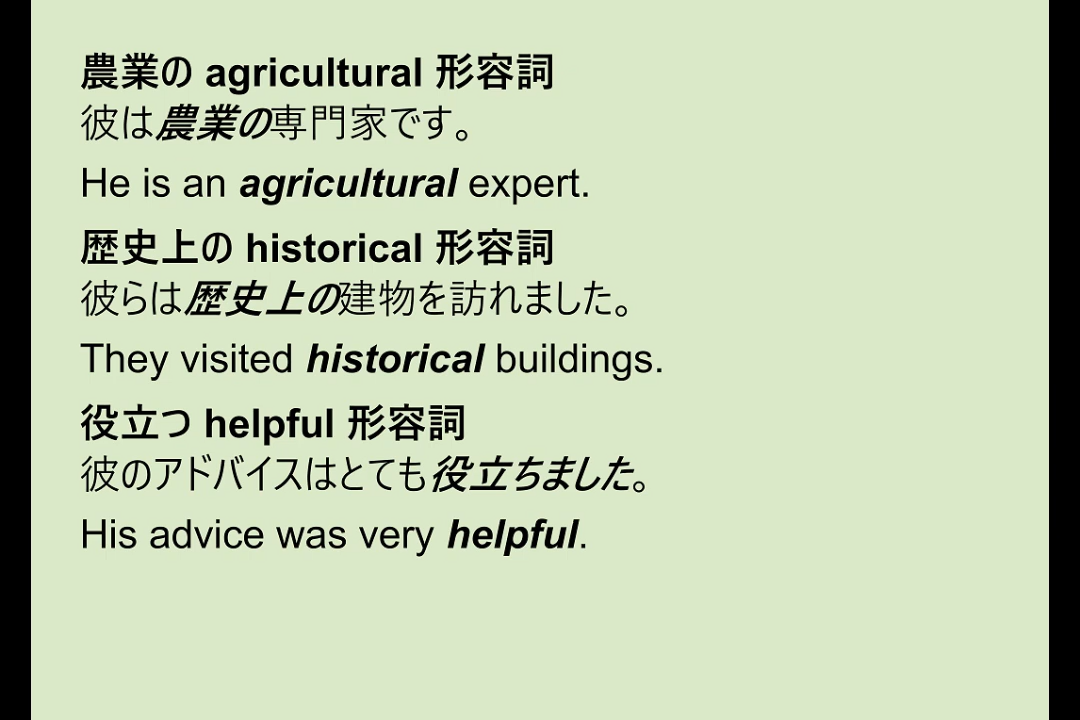 農業の agricultural 形容詞
彼は農業の専門家です。
He is an agricultural expert.
歴史上の historical 形容詞
彼らは歴史上の建物を訪れました。
They visited historical buildings.
役立つ helpful 形容詞
彼のアドバイスはとても役立ちました。
His advice was very helpful.